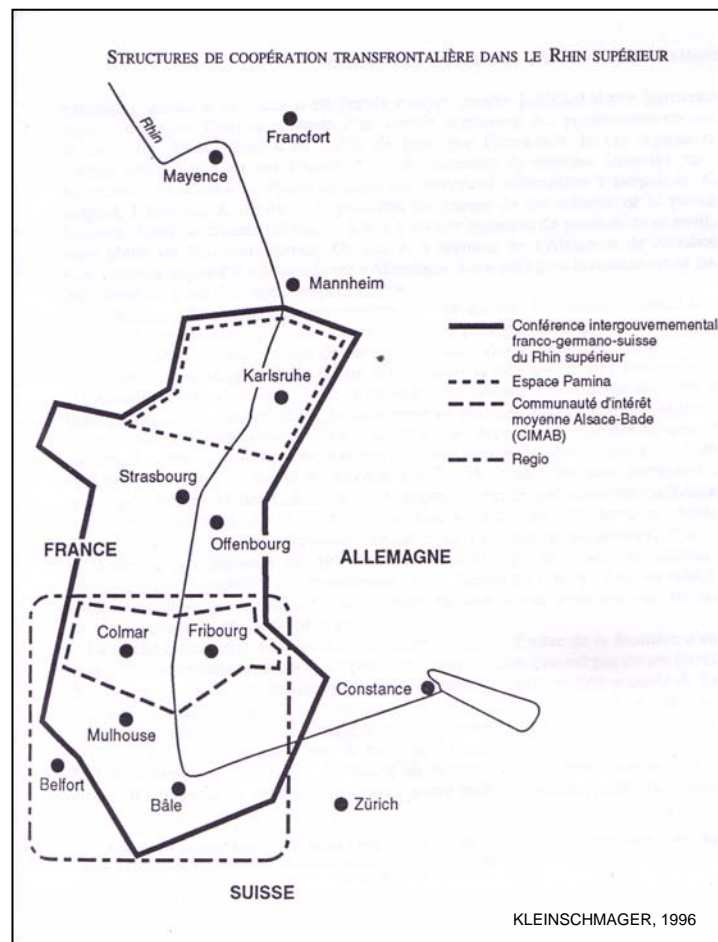 STRUCTURES DE COOPÉRATION TRANSFRONTALIÈRE DANS LE RHIN SUPÉRIEUR
Rhin
Francfort
Mayence
Mannheim
Conférence intergouvernementale
franco-germano-suisse
du Rhin supérieur
Espace Pamina
Communauté d'intérêt
moyenne Alsace-Bade
(CIMAB)
Regio
Karlsruhe
Strasbourg
Offenbourg
FRANCE
ALLEMAGNE
Colmar
Fribourg
Constance
Mulhouse
Belfort
Bâle
Zürich
SUISSE
KLEINSCHMAGER, 1996